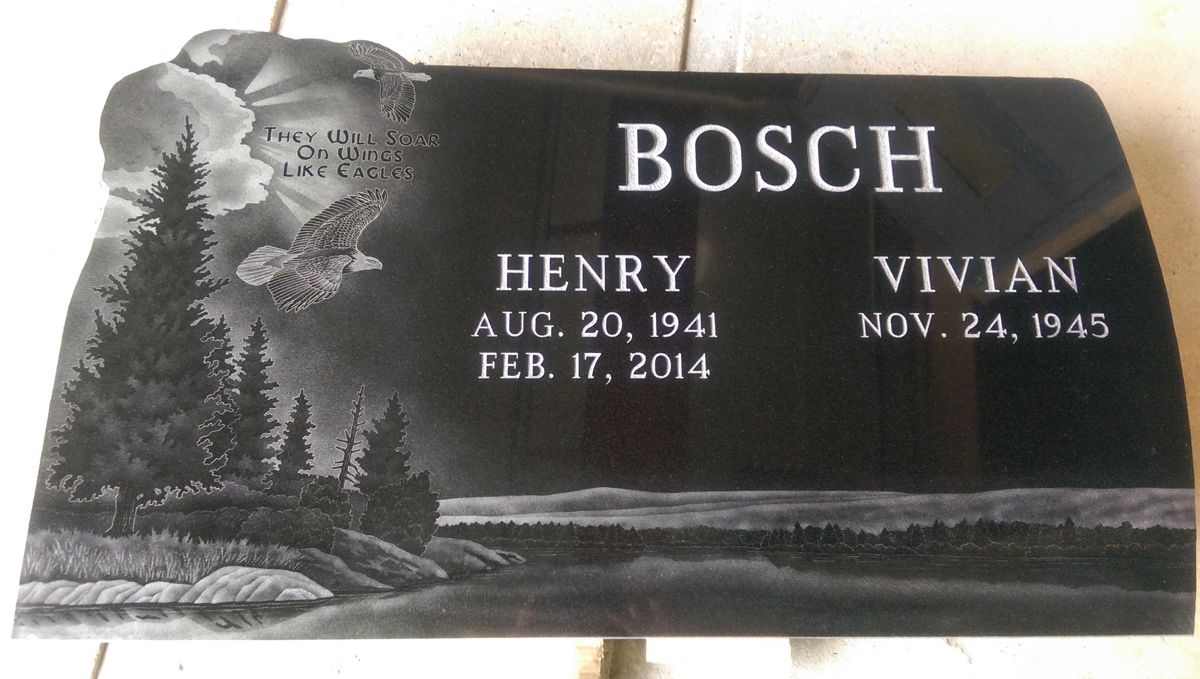 They Will Soar
On Wings
Like Eagles
BOSCH
HENRY
AUG. 20, 1941
FEB. 17, 2014
VIVIAN
NOV. 24, 1945